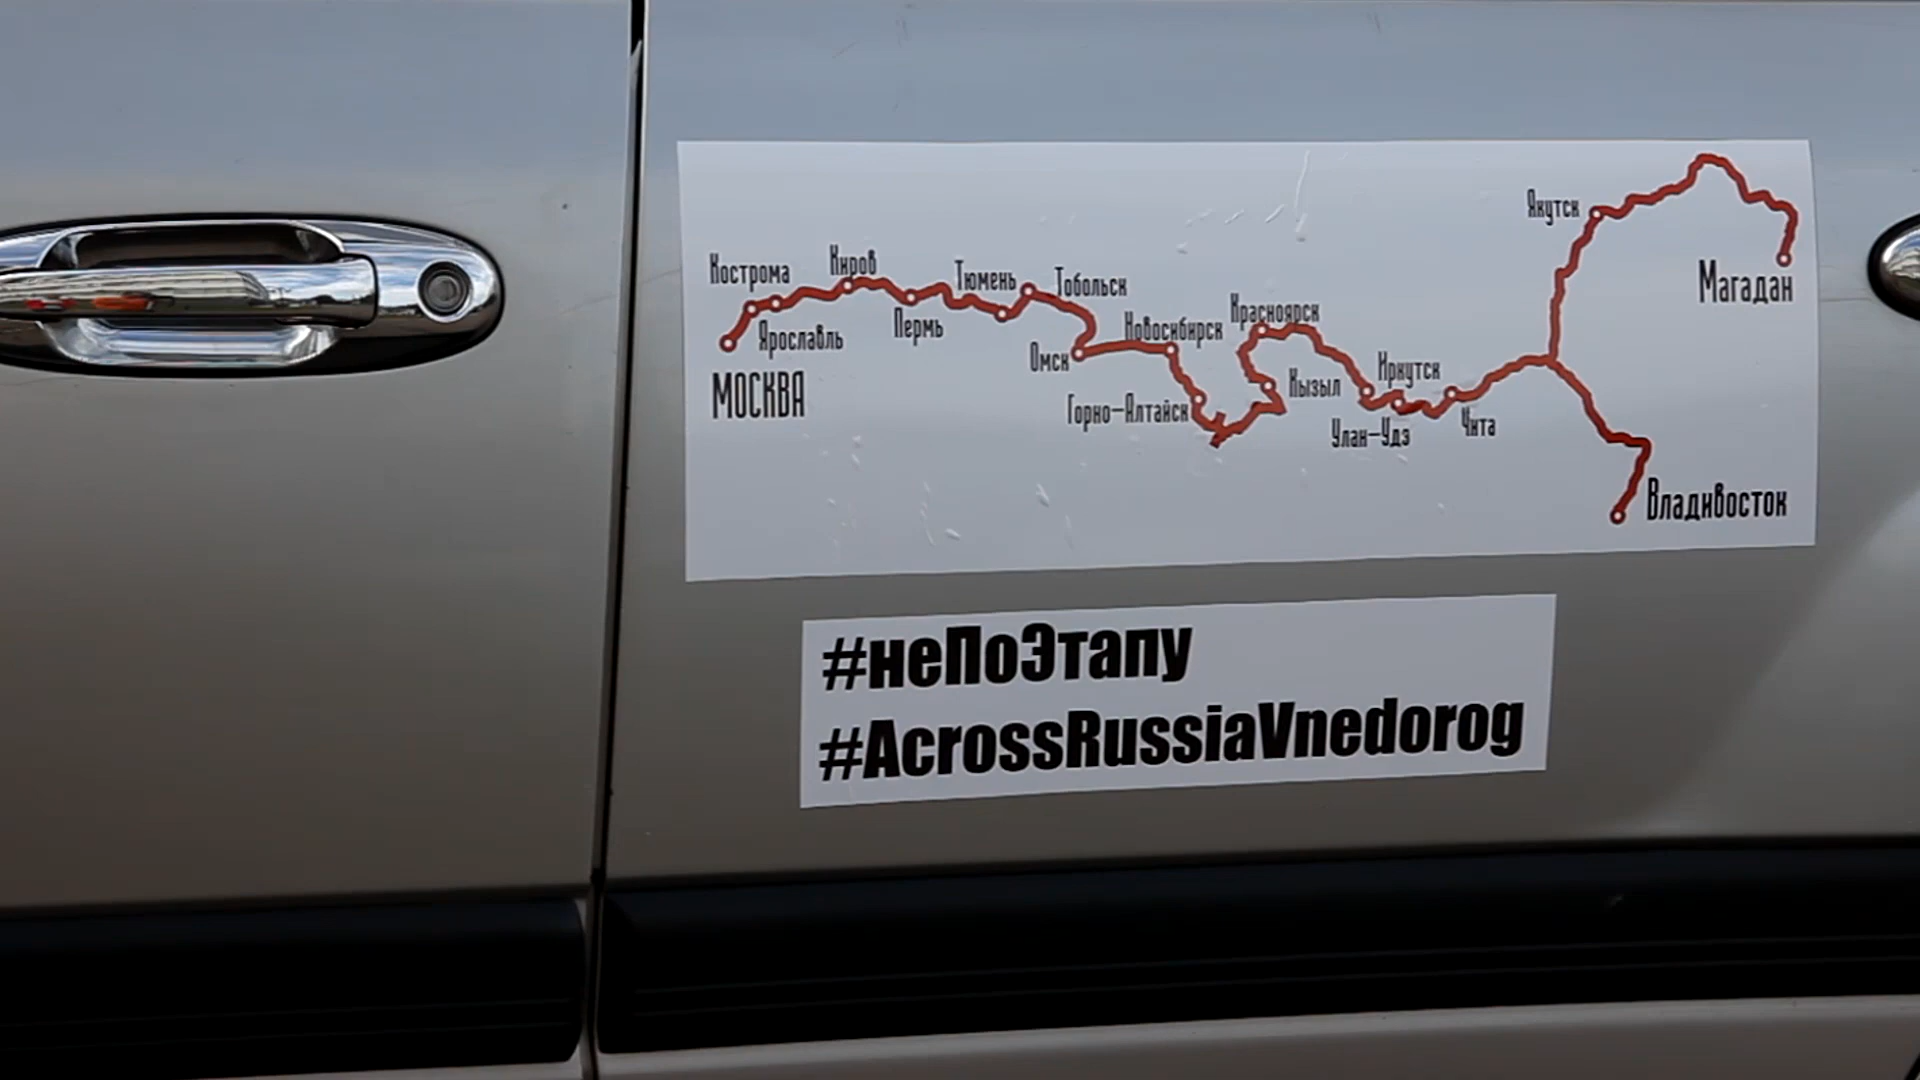 Кострома
Киров
Тюмень
Тобольск
Якутск
Магадан
Ярославль
Пермь
Омск
Новосибирск
Красноярск
МОСКВА
Горно-Алтайск
Кызыл
Иркутск
Улан-Удэ
Чита
Владивосток
#неПоЭтапу
#AcrossRussiaVnedorog